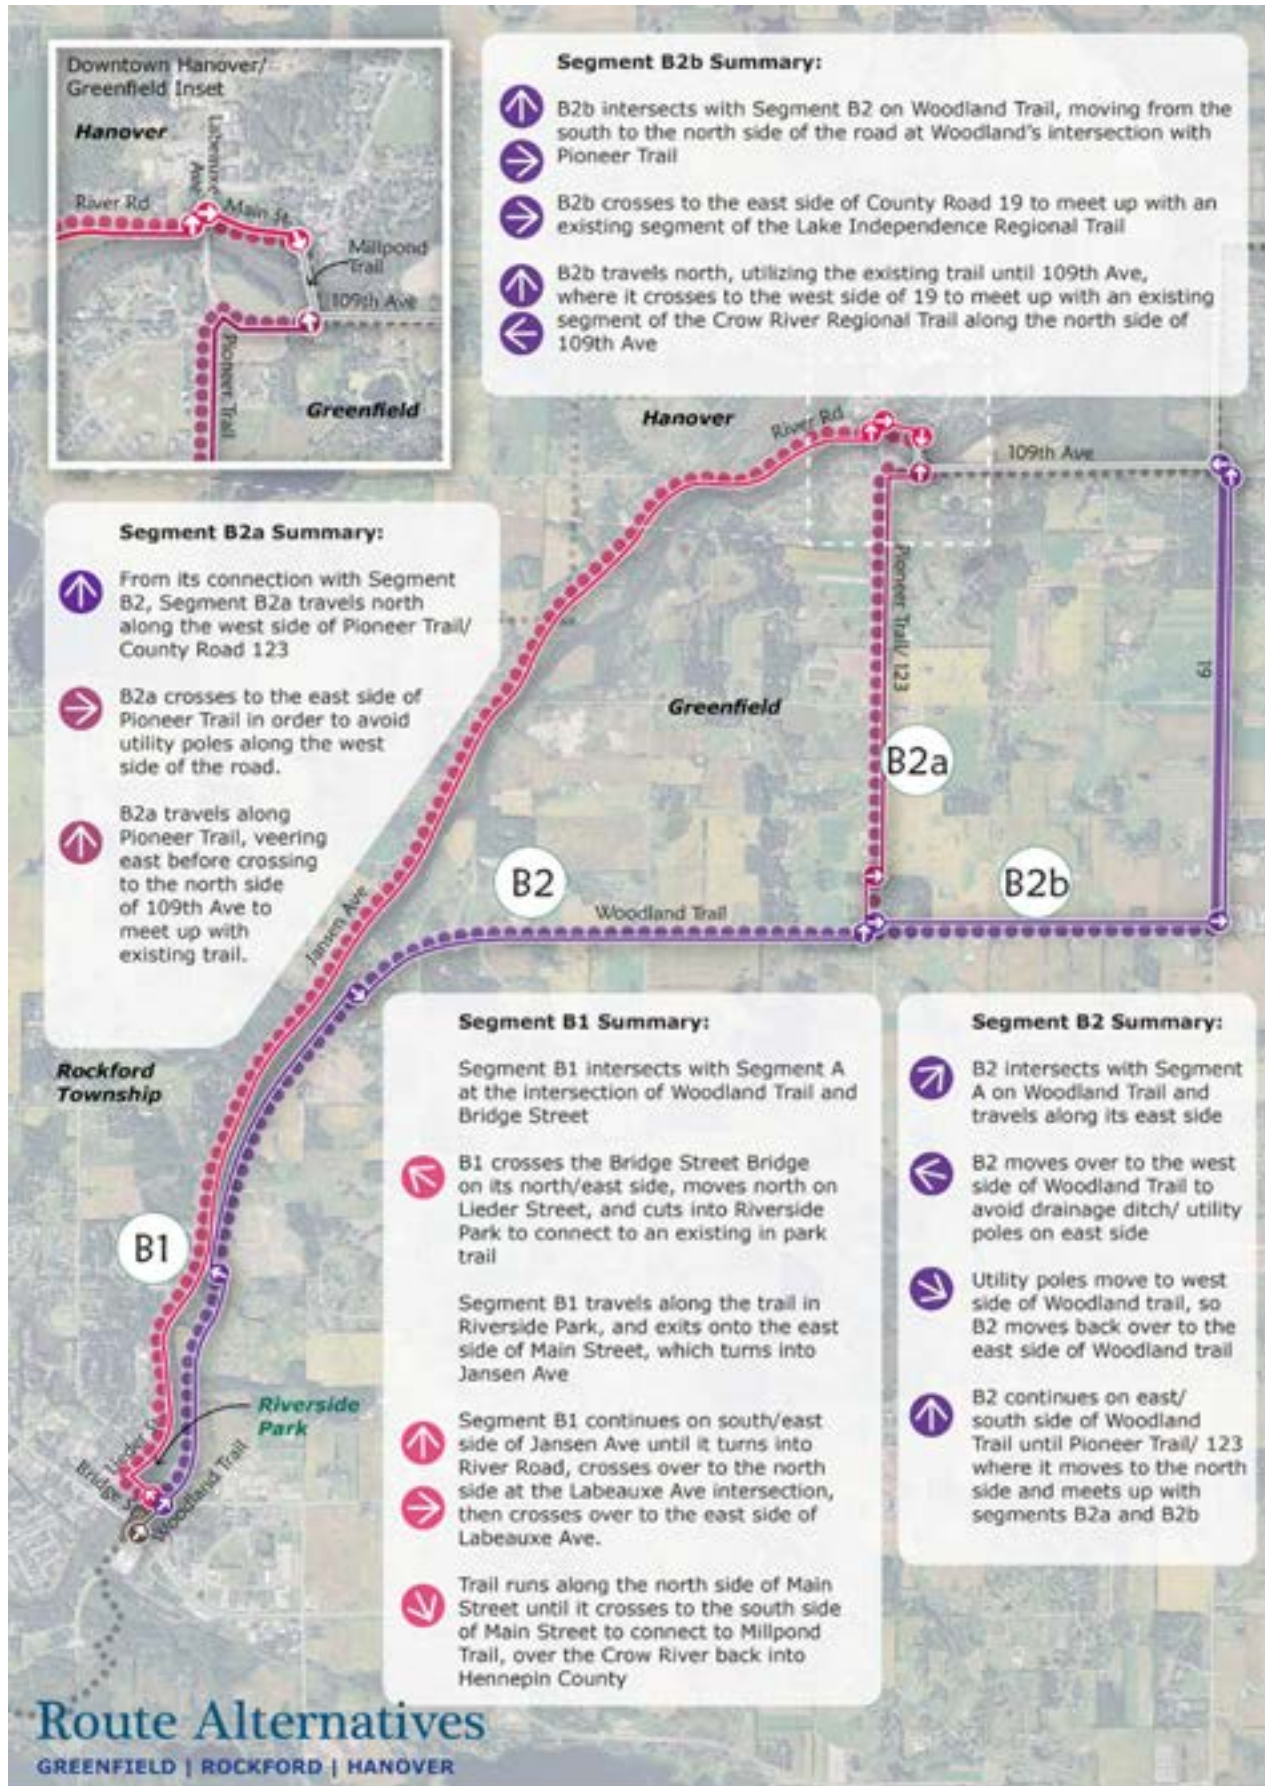 Downtown Hanover/
Greenfield Inset
Hanover
Labeauxe
Ave
River Rd
Main St
Millpond
Trail
109th Ave
Pioneer Trail
Greenfield
Segment B2b Summary:
B2b intersects with Segment B2 on Woodland Trail, moving from the
south to the north side of the road at Woodland's intersection with
Pioneer Trail
B2b crosses to the east side of County Road 19 to meet up with an
existing segment of the Lake Independence Regional Trail
B2b travels north, utilizing the existing trail until 109th Ave,
where it crosses to the west side of 19 to meet up with an existing
segment of the Crow River Regional Trail along the north side of
109th Ave
Hanover
River Rd
109th Ave
Segment B2a Summary:
From its connection with Segment
B2, Segment B2a travels north
along the west side of Pioneer Trail/
County Road 123
B2a crosses to the east side of
Pioneer Trail in order to avoid
utility poles along the west
side of the road.
B2a travels along
Pioneer Trail, veering
east before crossing
to the north side
of 109th Ave to
meet up with
existing trail.
Pioneer Trail/ 123
19
Greenfield
B2a
B2
B2b
Woodland Trail
Jansen Ave
Rockford
Township
B1
Riverside
Park
Lieder St
Bridge St
Woodland Trail
Segment B1 Summary:
Segment B1 intersects with Segment A
at the intersection of Woodland Trail and
Bridge Street
B1 crosses the Bridge Street Bridge
on its north/east side, moves north on
Lieder Street, and cuts into Riverside
Park to connect to an existing in park
trail
Segment B1 travels along the trail in
Riverside Park, and exits onto the east
side of Main Street, which turns into
Jansen Ave
Segment B1 continues on south/east
side of Jansen Ave until it turns into
River Road, crosses over to the north
side at the Labeauxe Ave intersection,
then crosses over to the east side of
Labeauxe Ave.
Trail runs along the north side of Main
Street until it crosses to the south side
of Main Street to connect to Millpond
Trail, over the Crow River back into
Hennepin County
Segment B2 Summary:
B2 intersects with Segment
A on Woodland Trail and
travels along its east side
B2 moves over to the west
side of Woodland Trail to
avoid drainage ditch/ utility
poles on east side
Utility poles move to west
side of Woodland trail, so
B2 moves back over to the
east side of Woodland trail
B2 continues on east/
south side of Woodland
Trail until Pioneer Trail/ 123
where it moves to the north
side and meets up with
segments B2a and B2b
Route Alternatives
GREENFIELD | ROCKFORD | HANOVER